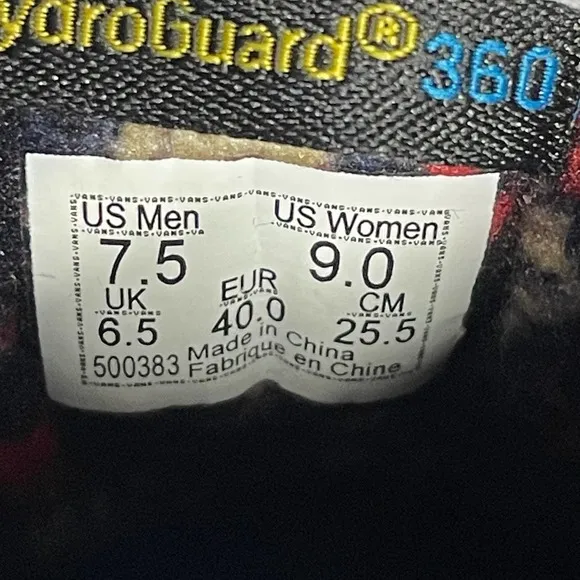 ydroGuard® 360
US Men US Women
7.5 9.0
UK EUR CM
6.5 40.0 25.5
500383 Made in China
Fabrique en Chine